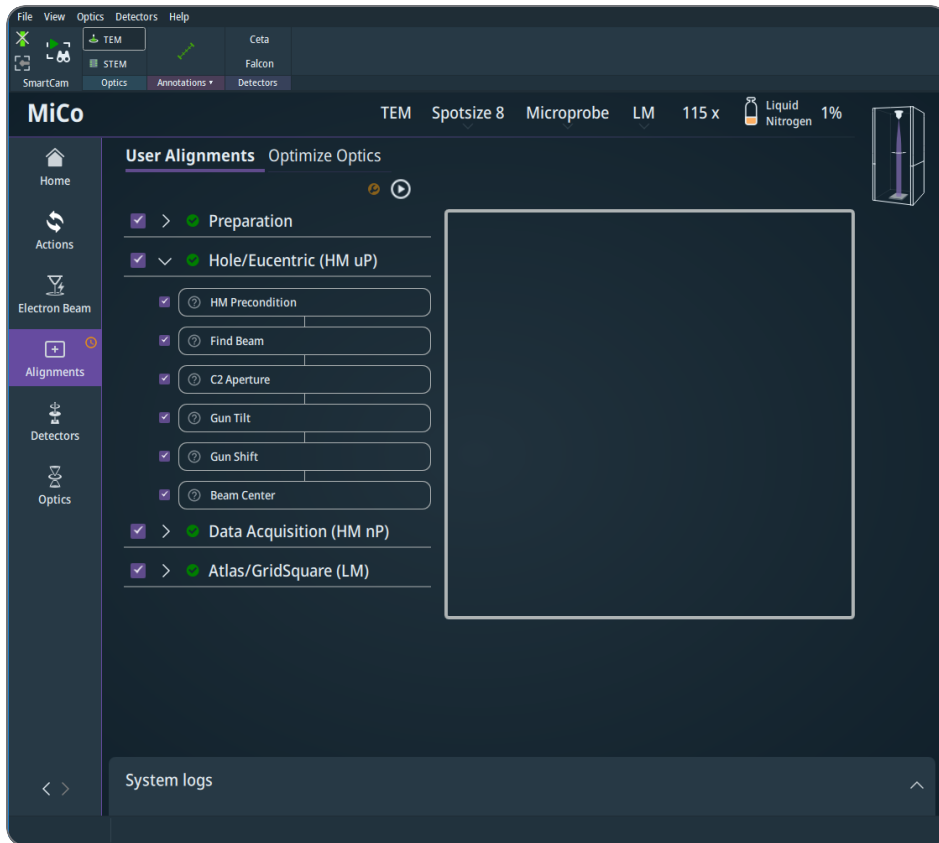 File View Optics Detectors Help
TEM
Ceta
STEM
Falcon
SmartCam Optics Annotations Detectors
MiCo
TEM Spotsize 8 Microprobe LM 115 x Liquid Nitrogen 1%
Home
Actions
Electron Beam
Alignments
Detectors
Optics
User Alignments Optimize Optics
Preparation
Hole/Eucentric (HM uP)
HM Precondition
Find Beam
C2 Aperture
Gun Tilt
Gun Shift
Beam Center
Data Acquisition (HM nP)
Atlas/GridSquare (LM)
System logs